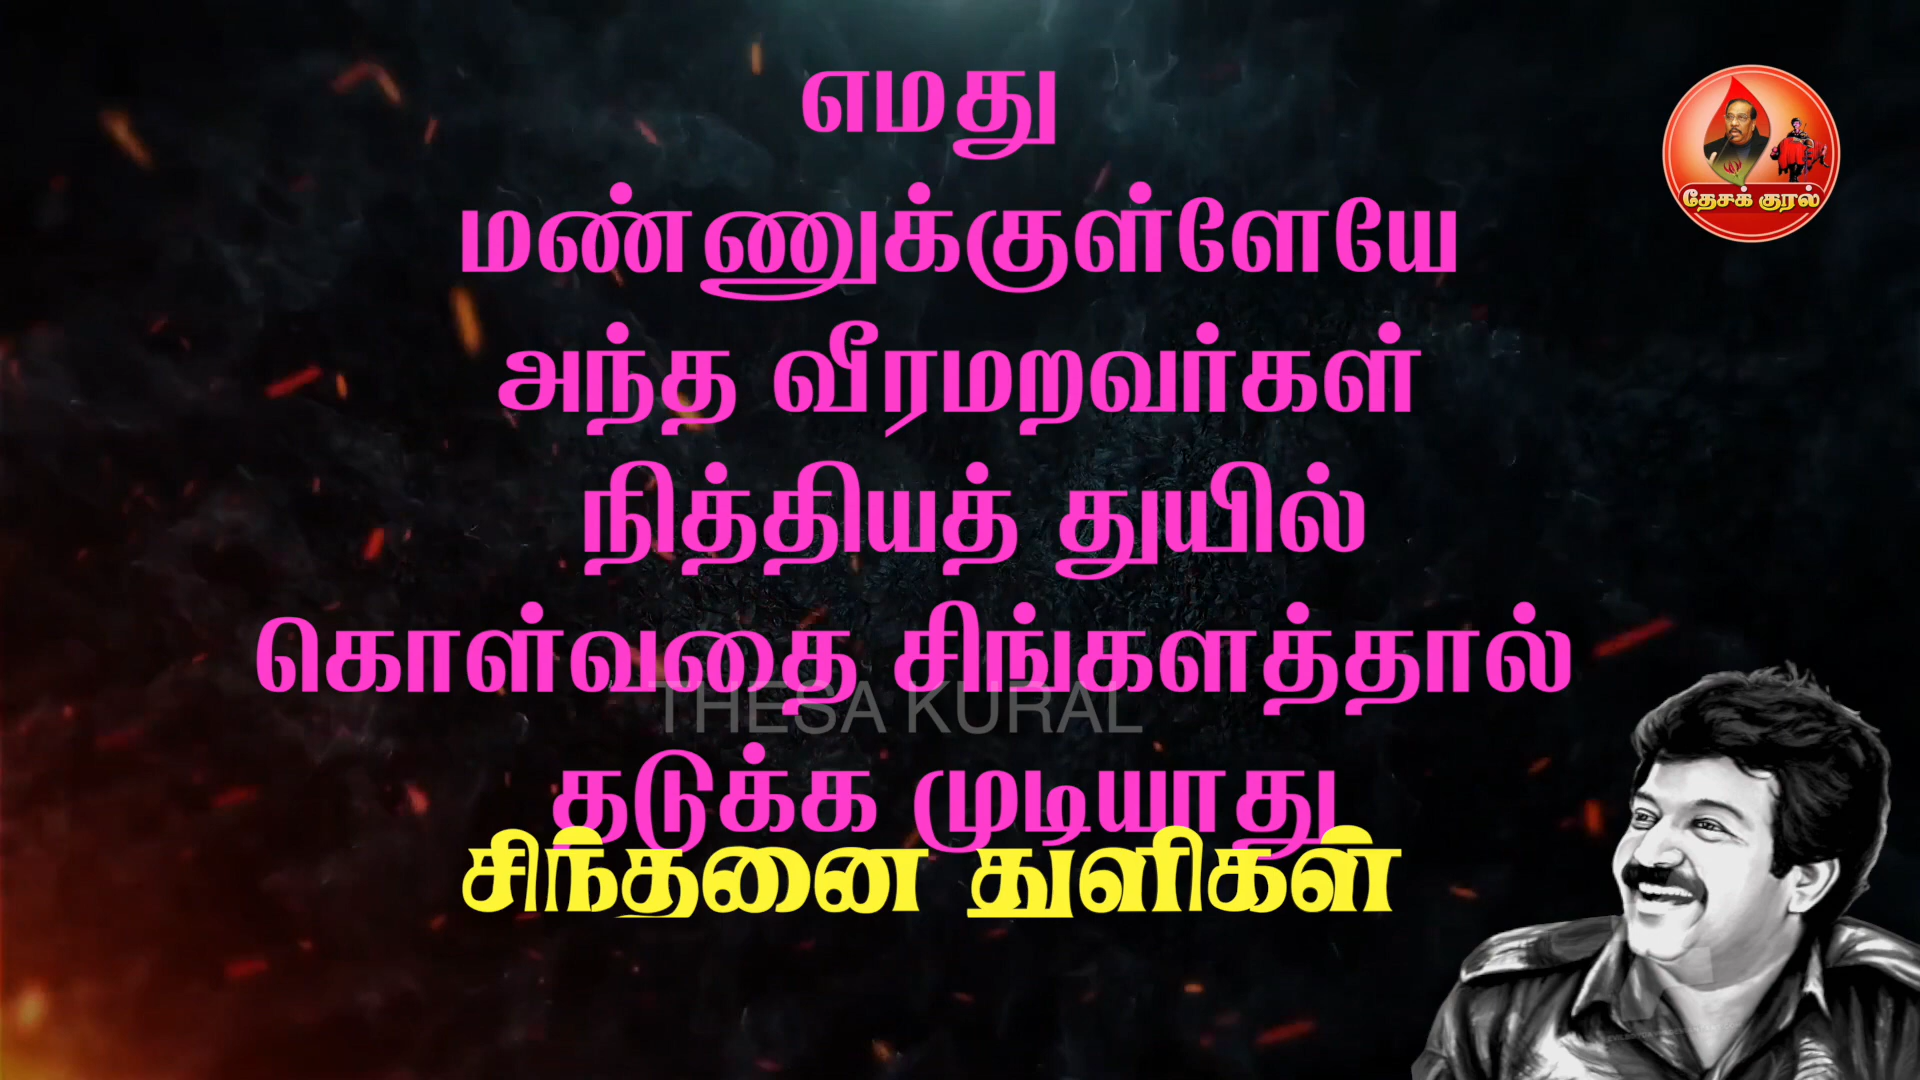 எமது
தேசக் குரல்
மண்ணுக்குள்ளேயே
அந்த வீரமறவர்கள்
நித்தியத் துயில்
கொள்வதை சிங்களத்தால்
THESA KURAL
தடுக்க முடியாது
சிந்தனை துளிகள்